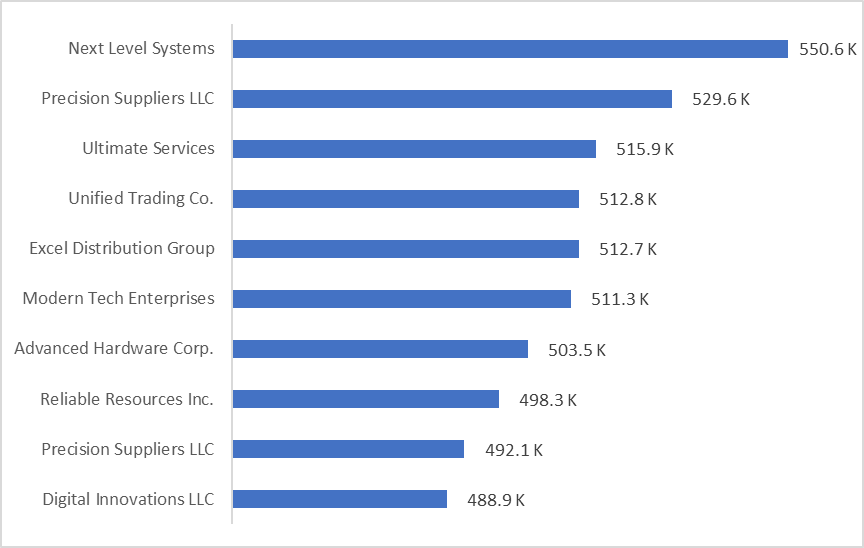 Next Level Systems 550.6 K
Precision Suppliers LLC 529.6 K
Ultimate Services 515.9 K
Unified Trading Co. 512.8 K
Excel Distribution Group 512.7 K
Modern Tech Enterprises 511.3 K
Advanced Hardware Corp. 503.5 K
Reliable Resources Inc. 498.3 K
Precision Suppliers LLC 492.1 K
Digital Innovations LLC 488.9 K